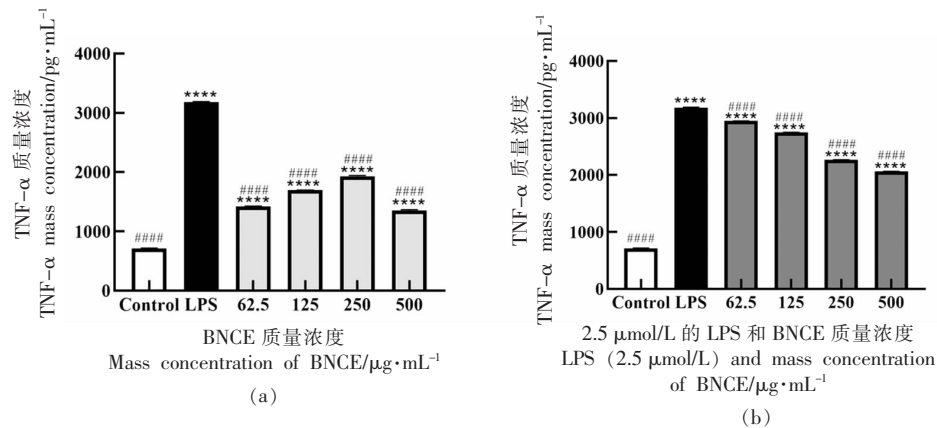 TNF-α 质量浓度
TNF-α mass concentration/pg·mL⁻¹
4000
3000
2000
1000
0
####
****
####
****
####
****
####
****
####
****
Control LPS 62.5 125 250 500
BNCE 质量浓度
Mass concentration of BNCE/μg·mL⁻¹
(a)
TNF-α 质量浓度
TNF-α mass concentration/pg·mL⁻¹
4000
3000
2000
1000
0
####
****
####
****
####
****
####
****
####
****
Control LPS 62.5 125 250 500
2.5 μmol/L 的 LPS 和 BNCE 质量浓度
LPS (2.5 μmol/L) and mass concentration
of BNCE/μg·mL⁻¹
(b)